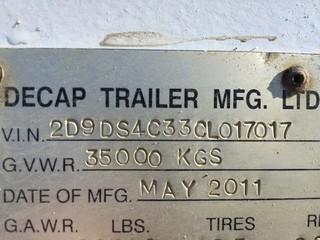 DECAP TRAILER MFG. LTD
V.I.N. 2D9DS4C33CL017017
G.V.W.R. 35000 KGS
DATE OF MFG. MAY 2011
G.A.W.R. LBS. TIRES